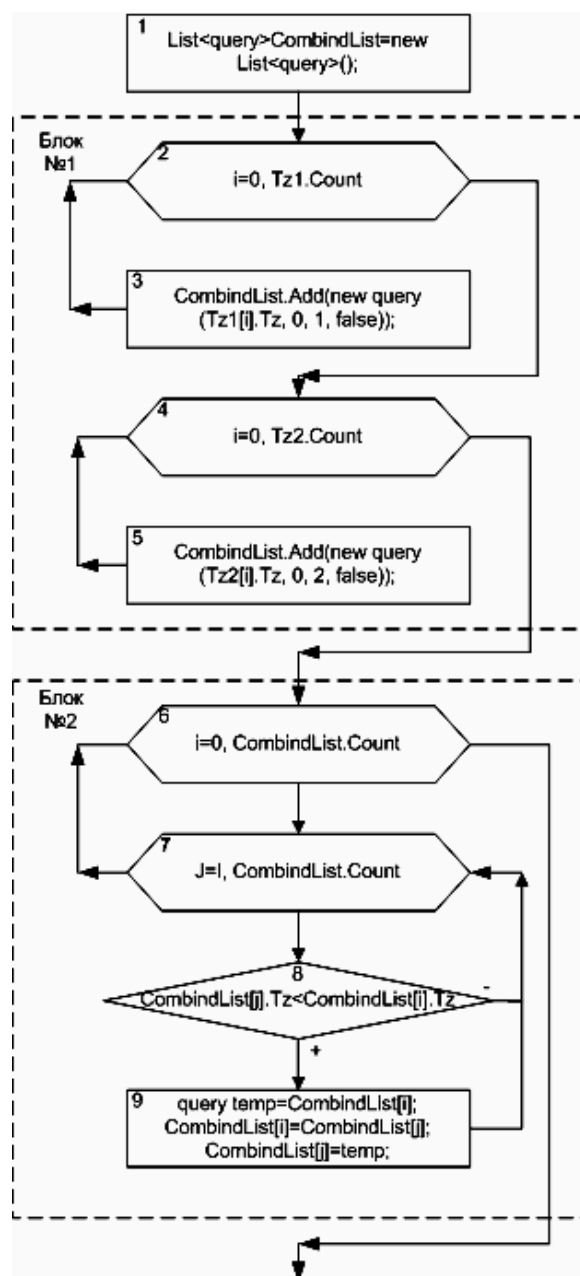 1
List<query>CombindList=new
List<query>();
Блок
№1
2
i=0, Tz1.Count
3
CombindList.Add(new query
(Tz1[i].Tz, 0, 1, false));
4
i=0, Tz2.Count
5
CombindList.Add(new query
(Tz2[i].Tz, 0, 2, false));
Блок
№2
6
i=0, CombindList.Count
7
J=I, CombindList.Count
8
CombindList[j].Tz<CombindList[i].Tz
-
+
9
query temp=CombindList[i];
CombindList[i]=CombindList[j];
CombindList[j]=temp;